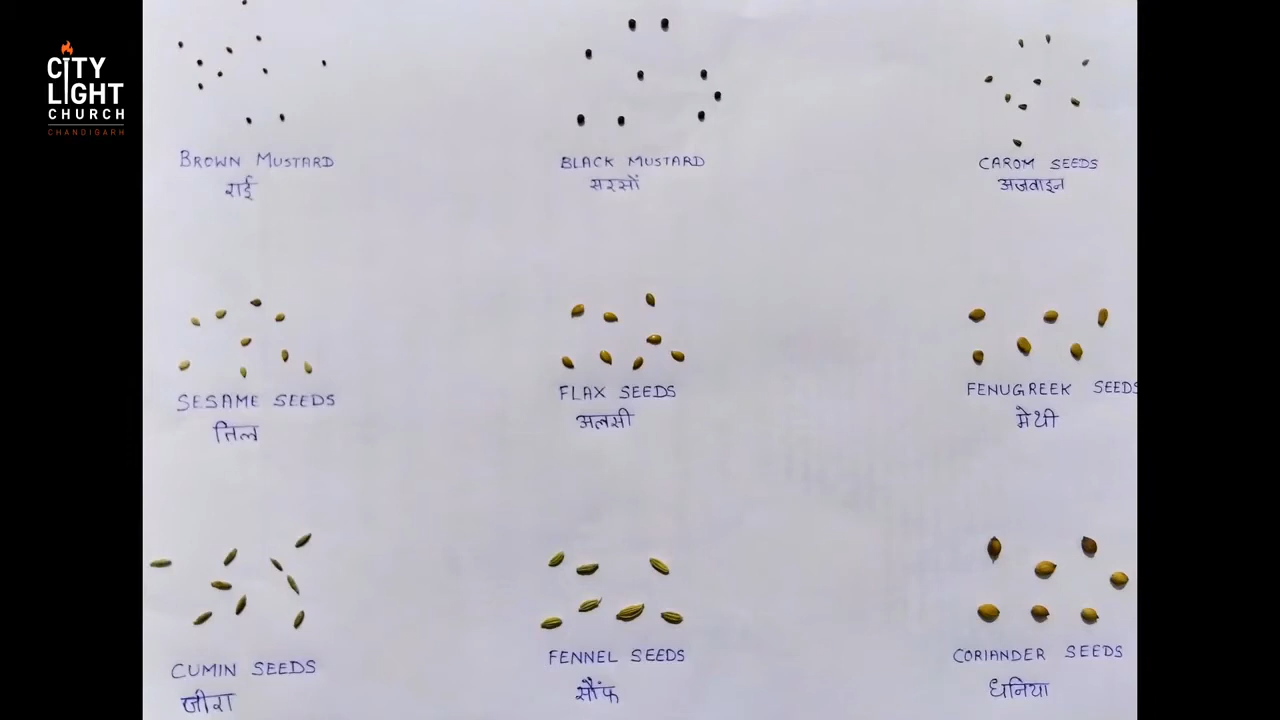 CITY
LIGHT
CHURCH
CHANDIGARH
BROWN MUSTARD
राई
BLACK MUSTARD
सरसों
CAROM SEEDS
अजवाइन
SESAME SEEDS
तिल
FLAX SEEDS
अलसी
FENUGREEK SEEDS
मेथी
CUMIN SEEDS
जीरा
FENNEL SEEDS
सौंफ
CORIANDER SEEDS
धनिया